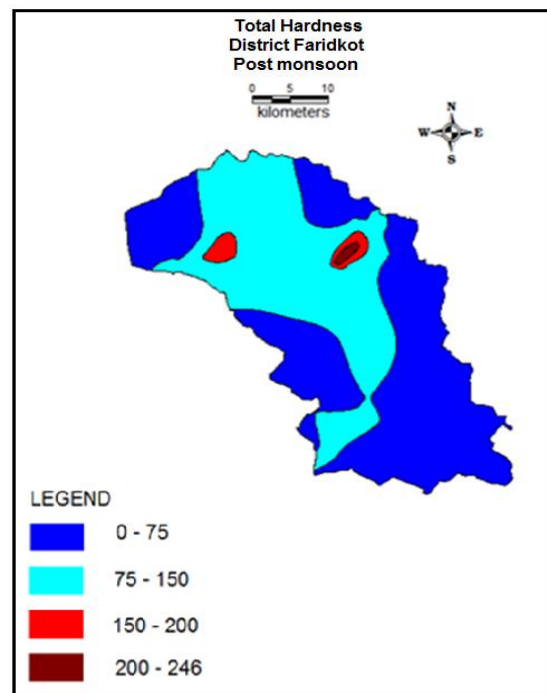 Total Hardness
District Faridkot
Post monsoon
0 5 10
kilometers
N
W E
S
LEGEND
0 - 75
75 - 150
150 - 200
200 - 246